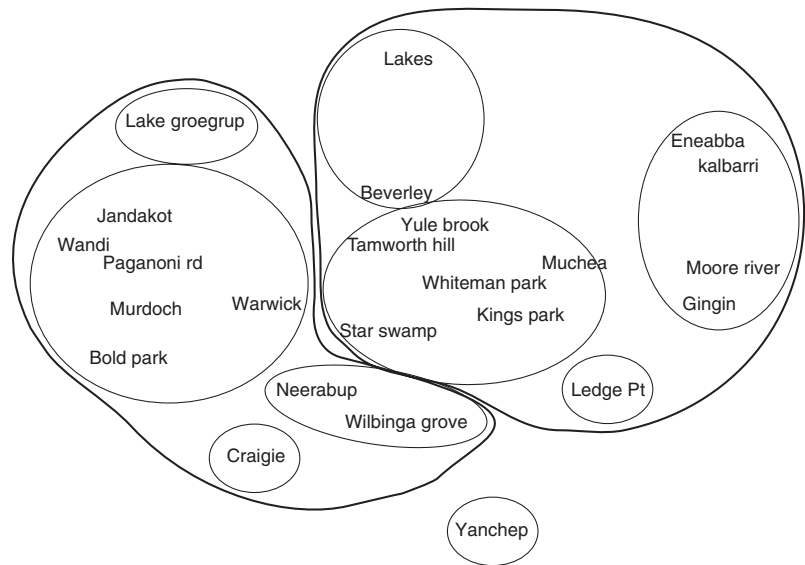 Lakes
Lake groegrup
Eneabba
kalbarri
Beverley
Jandakot
Yule brook
Wandi
Tamworth hill
Paganoni rd
Muchea
Moore river
Whiteman park
Murdoch
Warwick
Gingin
Kings park
Star swamp
Bold park
Neerabup
Ledge Pt
Wilbinga grove
Craigie
Yanchep